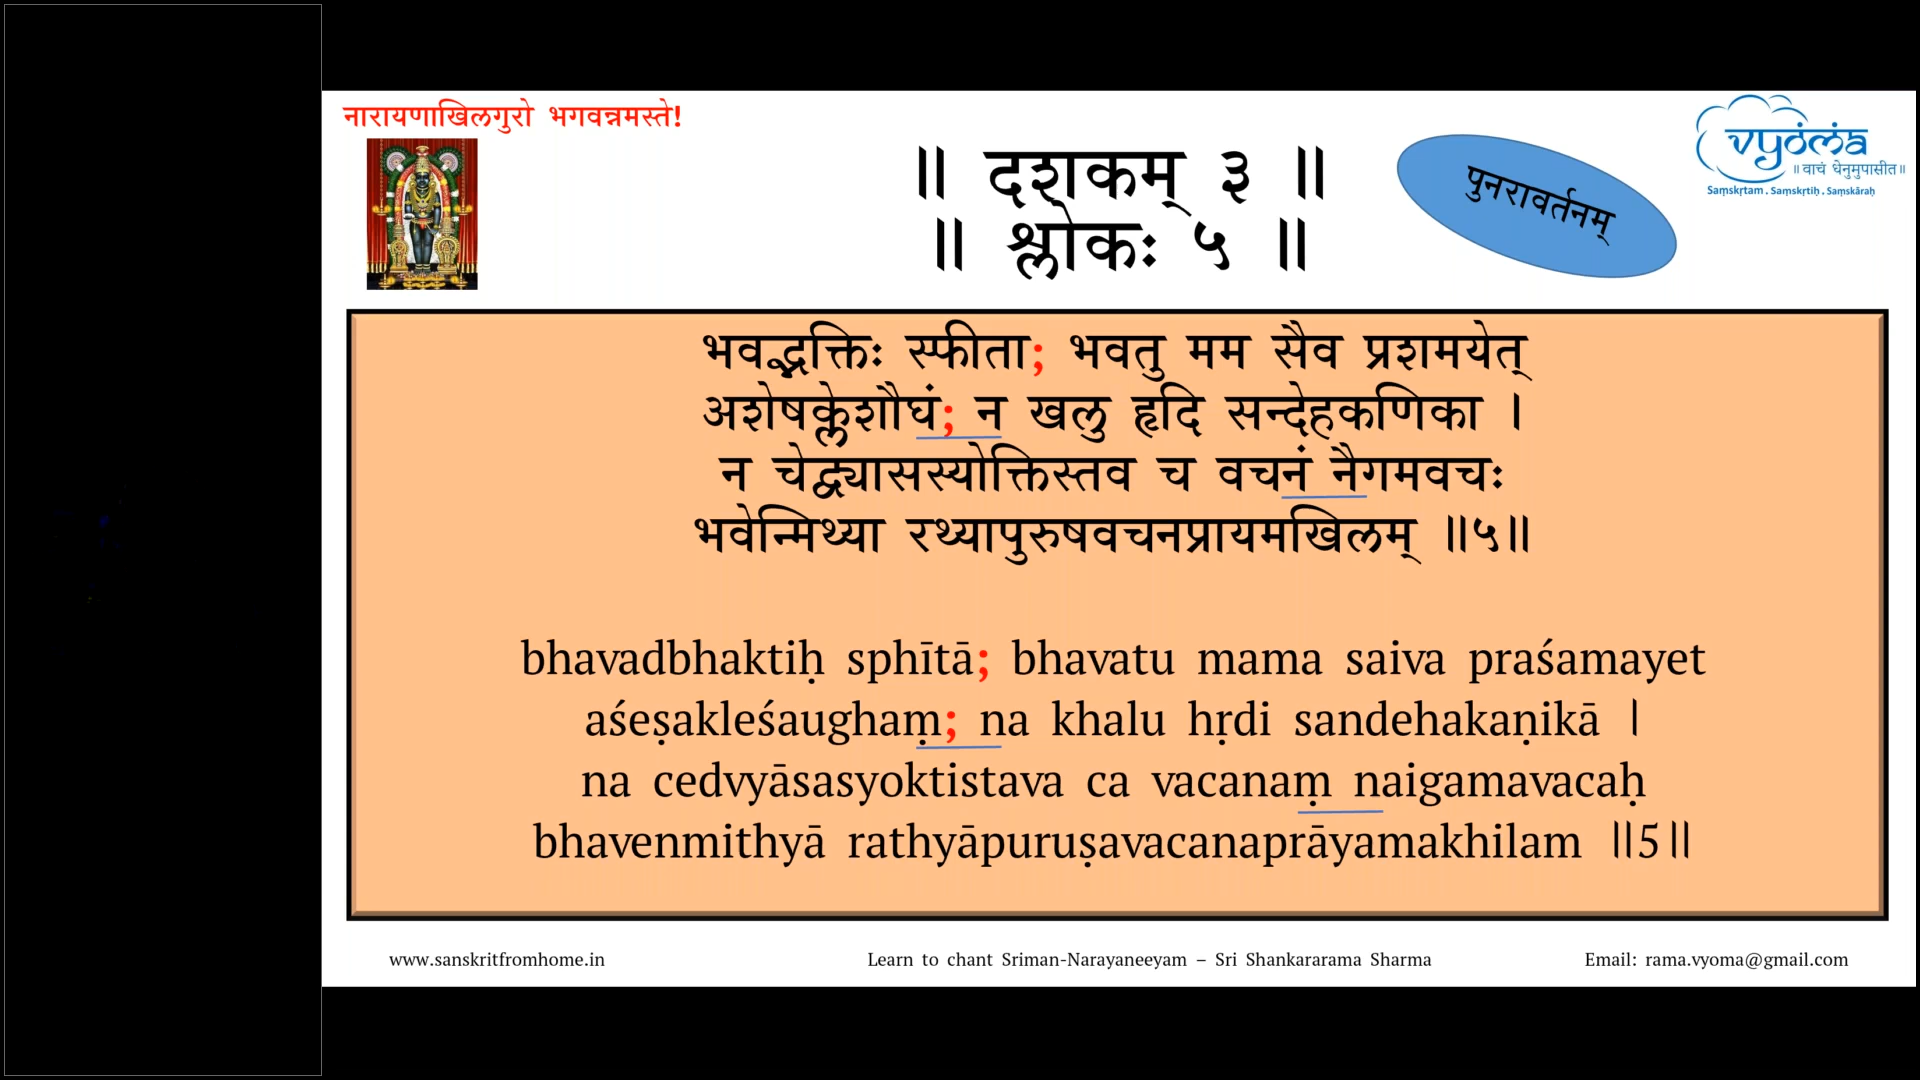 नारायणाखिलगुरो भगवन्नमस्ते!
॥ दशकम् ३ ॥
॥ श्लोकः ५ ॥
पुनरावर्तनम्
vyoma
॥ वाचं धेनुमुपासीत॥
Saṃskṛtam . Saṃskṛtiḥ . Saṃskāraḥ
भवद्भक्तिः स्फीता; भवतु मम सैव प्रशमयेत्
अशेषक्लेशौघं; न खलु हृदि सन्देहकणिका ।
न चेद्व्यासस्योक्तिस्तव च वचनं नैगमवचः
भवेन्मिथ्या रथ्यापुरुषवचनप्रायमखिलम् ॥५॥
bhavadbhaktiḥ sphītā; bhavatu mama saiva praśamayet
aśeṣakleśaughaṃ; na khalu hṛdi sandehakaṇikā ।
na cedvyāsasyoktistava ca vacanaṃ naigamavacaḥ
bhavenmithyā rathyāpuruṣavacanaprāyamakhilam ॥5॥
www.sanskritfromhome.in
Learn to chant Sriman-Narayaneeyam – Sri Shankararama Sharma
Email: rama.vyoma@gmail.com